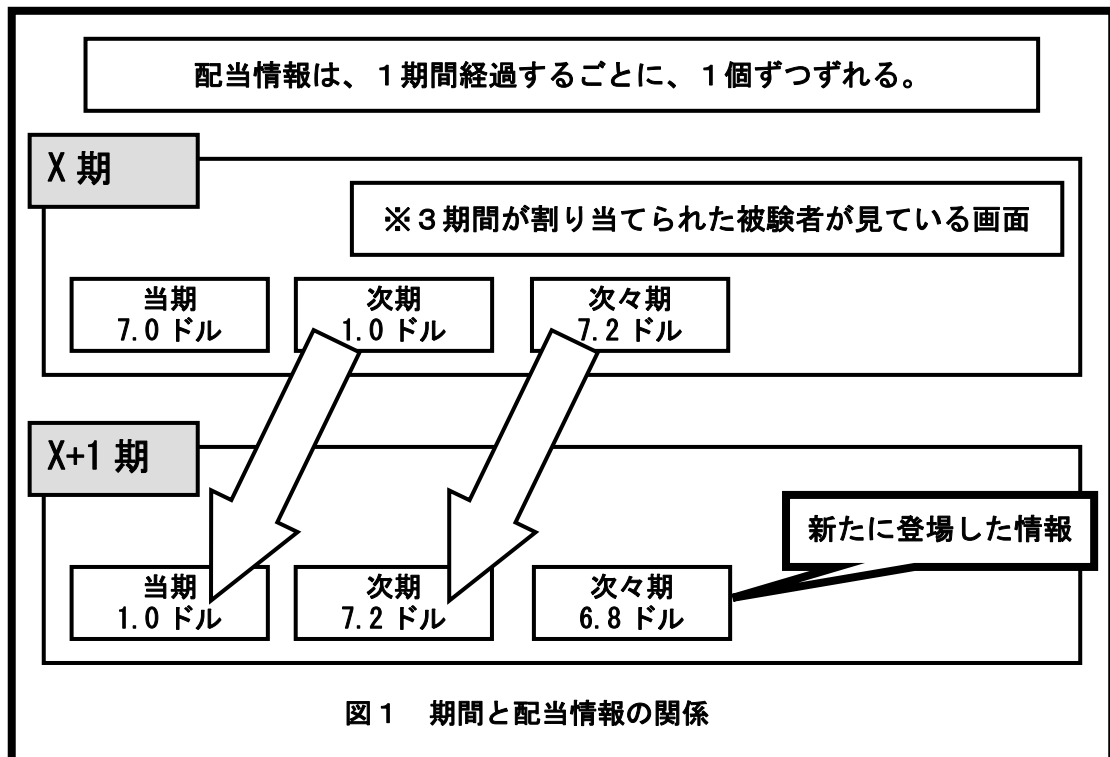 配当情報は、１期間経過するごとに、１個ずつずれる。
X 期
※３期間が割り当てられた被験者が見ている画面
当期
7.0 ドル
次期
1.0 ドル
次々期
7.2 ドル
X+1 期
新たに登場した情報
当期
1.0 ドル
次期
7.2 ドル
次々期
6.8 ドル
図１　期間と配当情報の関係